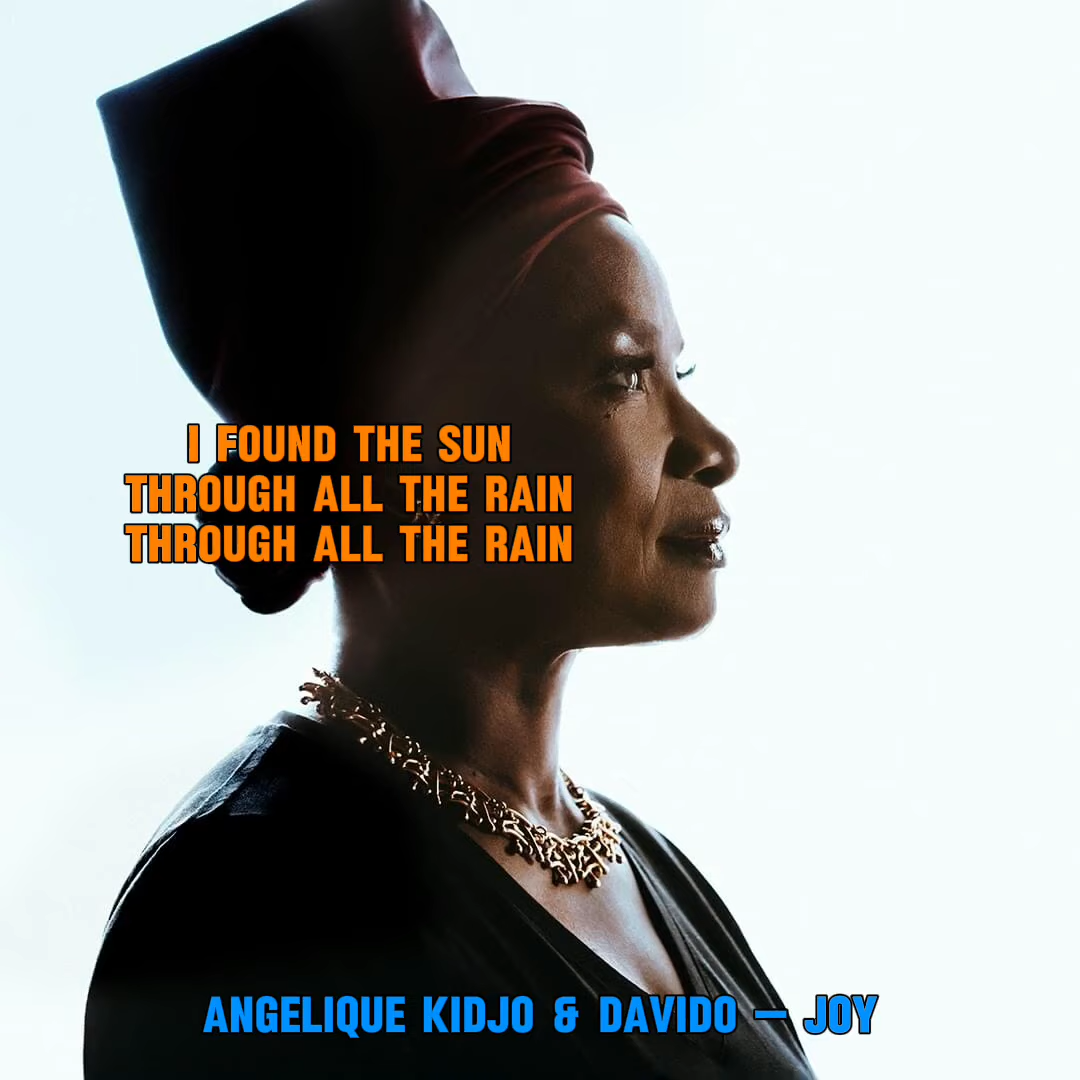 I FOUND THE SUN
THROUGH ALL THE RAIN
THROUGH ALL THE RAIN
ANGELIQUE KIDJO & DAVIDO – JOY